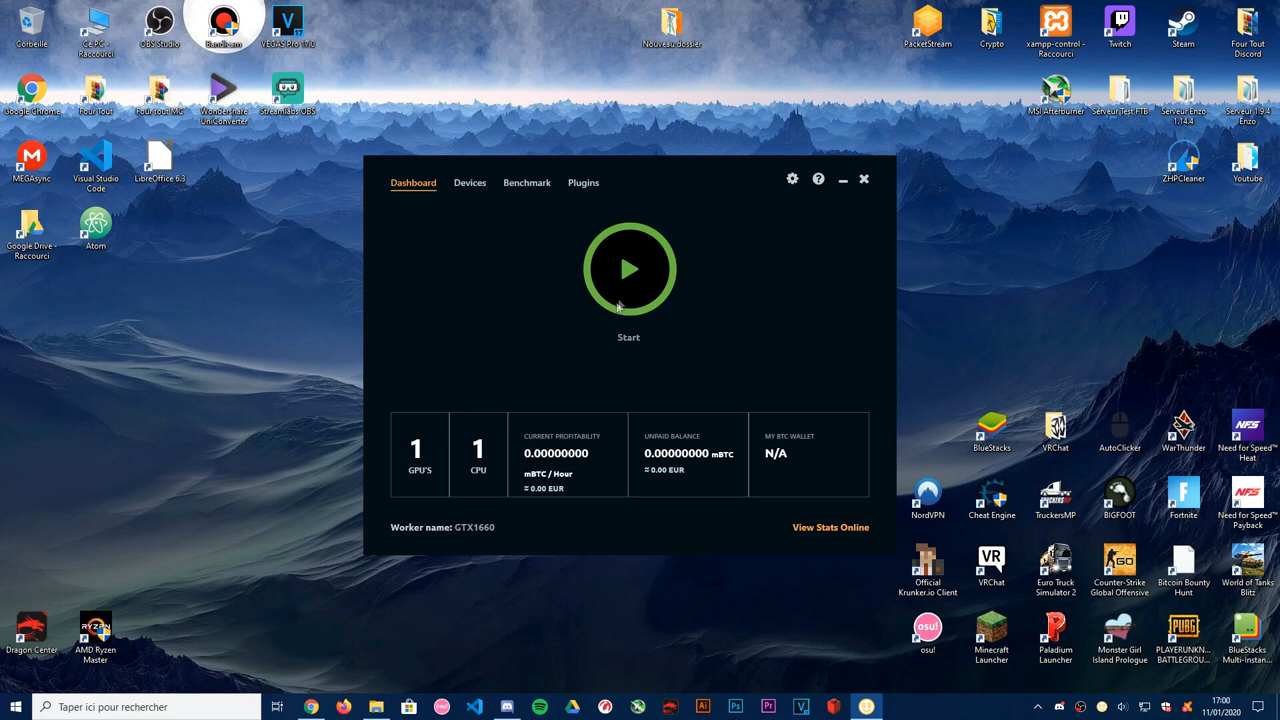 Corbeille
Ce PC -
Raccourci
OBS Studio
Bandicam
VEGAS Pro 17.0
Nouveau dossier
PacketStream
Crypto
xampp-control -
Raccourci
Twitch
Steam
Four Tout
Discord
Google Chrome
Four Tout
Four tout MC
Wondershare
UniConverter
Streamlabs OBS
MSI Afterburner
Serveur Test FTB
Serveur Enzo
1.14.4
Serveur 1.9.4
Enzo
MEGAsync
Visual Studio
Code
LibreOffice 6.3
ZHPCleaner
Youtube
Google Drive -
Raccourci
Atom
Dashboard
Devices
Benchmark
Plugins
Start
1
GPU'S
1
CPU
CURRENT PROFITABILITY
0.00000000
mBTC / Hour
≈ 0.00 EUR
UNPAID BALANCE
0.00000000 mBTC
≈ 0.00 EUR
MY BTC WALLET
N/A
Worker name: GTX1660
View Stats Online
BlueStacks
VRChat
AutoClicker
WarThunder
Need for Speed™
Heat
NordVPN
Cheat Engine
TruckersMP
BIGFOOT
Fortnite
Need for Speed™
Payback
Official
Krunker.io Client
VRChat
Euro Truck
Simulator 2
Counter-Strike
Global Offensive
Bitcoin Bounty
Hunt
World of Tanks
Blitz
osu!
Minecraft
Launcher
Paladium
Launcher
Monster Girl
Island Prologue
PLAYERUNKN...
BATTLEGROU...
BlueStacks
Multi-Instan...
Dragon Center
AMD Ryzen
Master
Taper ici pour rechercher
17:00
11/01/2020